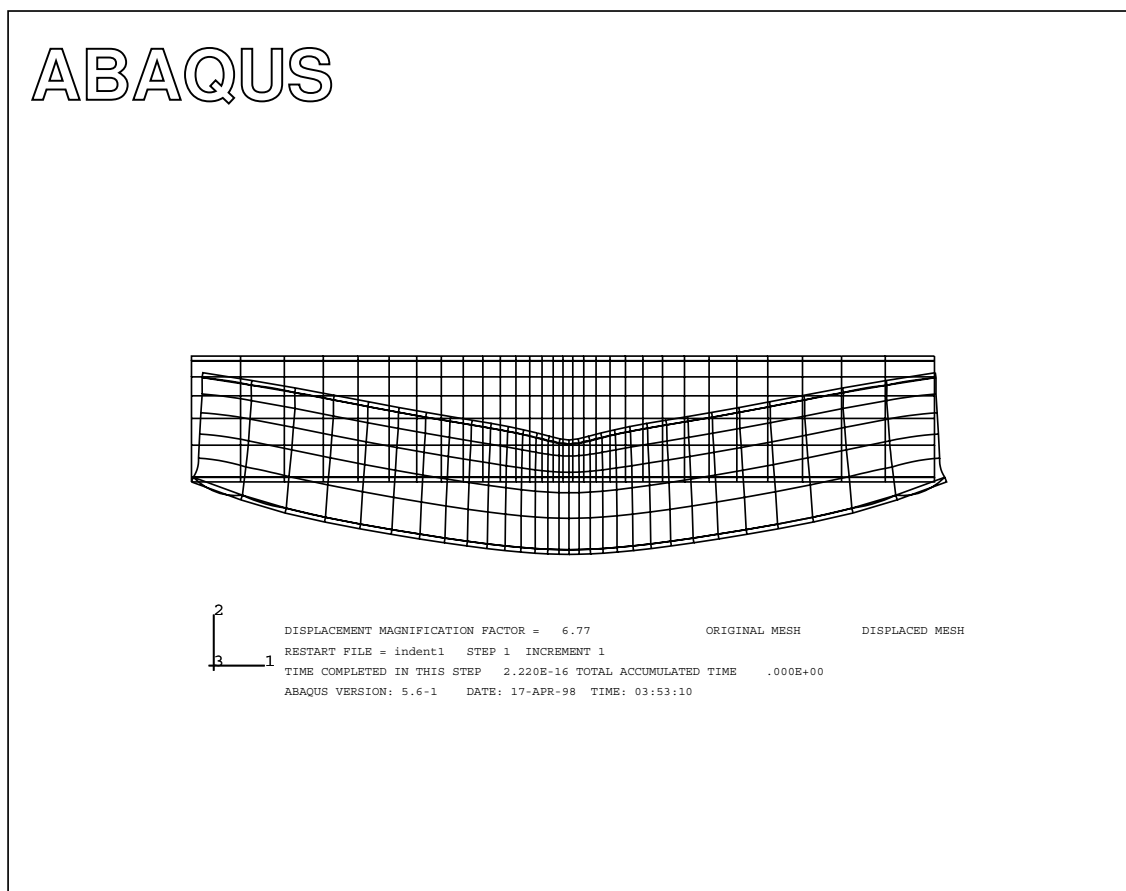 ABAQUS
2
3 1
DISPLACEMENT MAGNIFICATION FACTOR = 6.77 ORIGINAL MESH DISPLACED MESH
RESTART FILE = indent1 STEP 1 INCREMENT 1
TIME COMPLETED IN THIS STEP 2.220E-16 TOTAL ACCUMULATED TIME .000E+00
ABAQUS VERSION: 5.6-1 DATE: 17-APR-98 TIME: 03:53:10